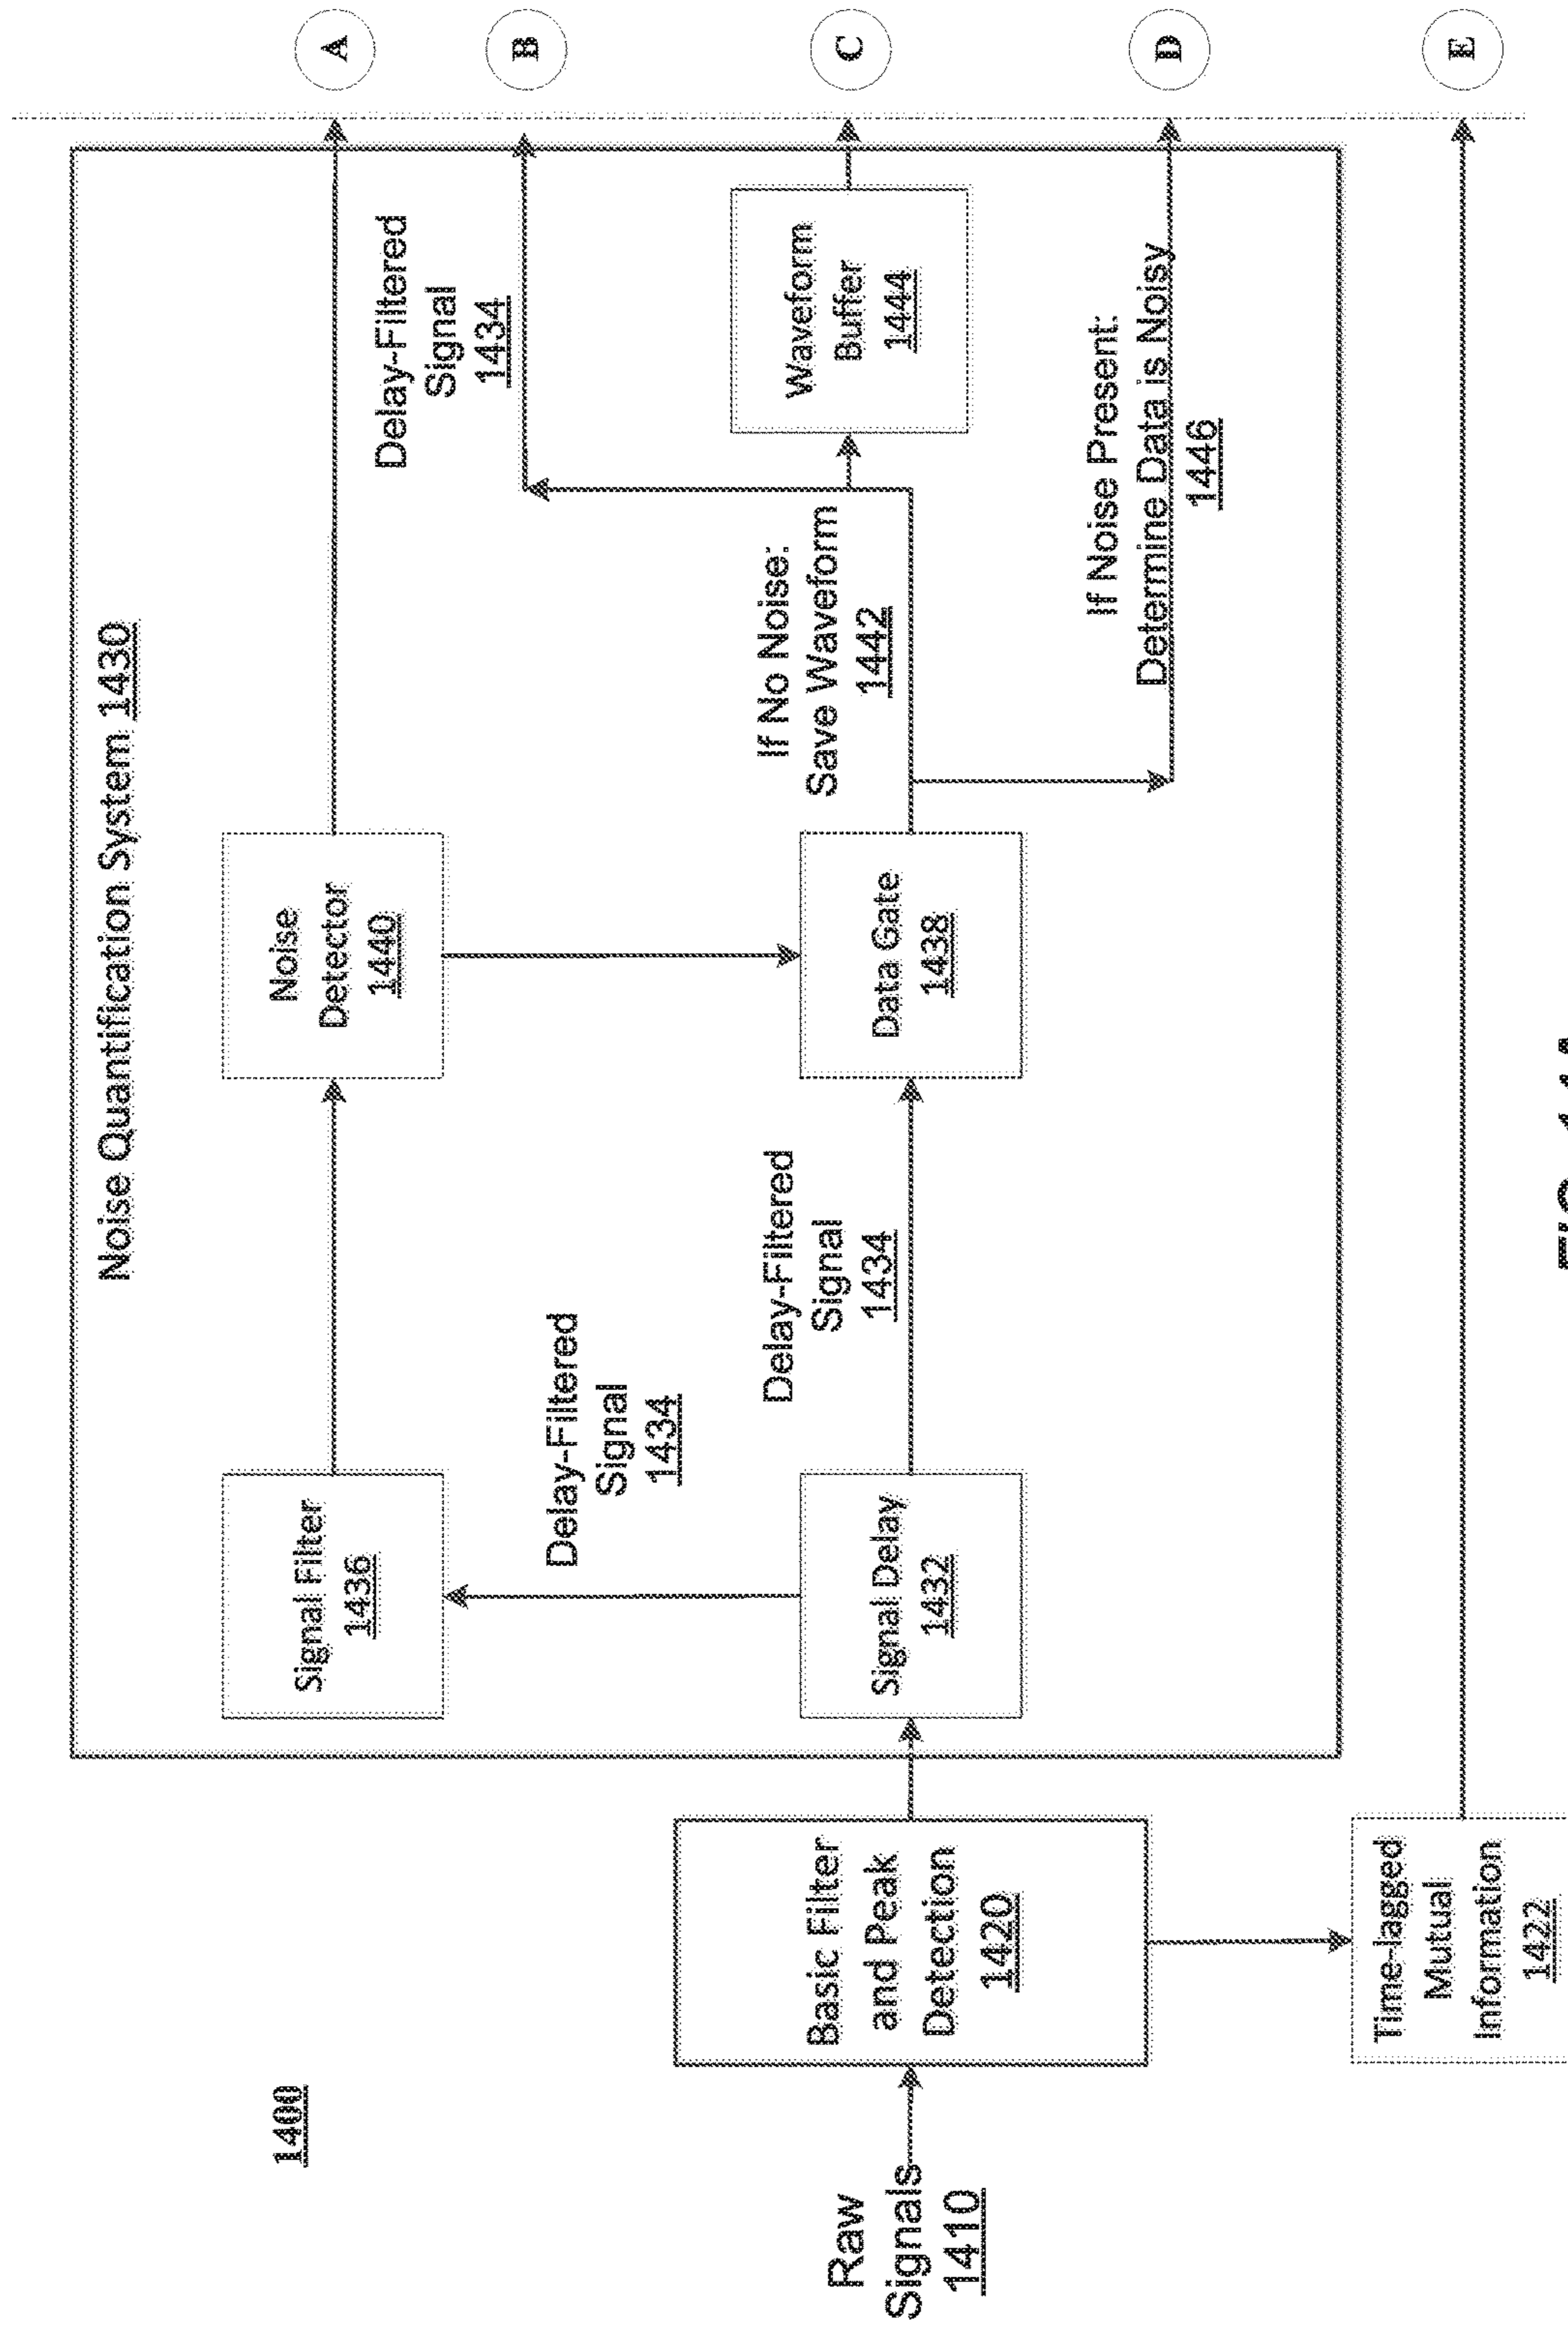 1400
Noise Quantification System 1430
Signal Filter
1436
Noise
Detector
1440
A
Delay-Filtered
Signal
1434
Delay-Filtered
Signal
1434
B
Raw
Signals
1410
Basic Filter
and Peak
Detection
1420
Signal Delay
1432
Delay-Filtered
Signal
1434
Data Gate
1438
If No Noise:
Save Waveform
1442
Waveform
Buffer
1444
C
If Noise Present:
Determine Data is Noisy
1446
D
Time-lagged
Mutual
Information
1422
E